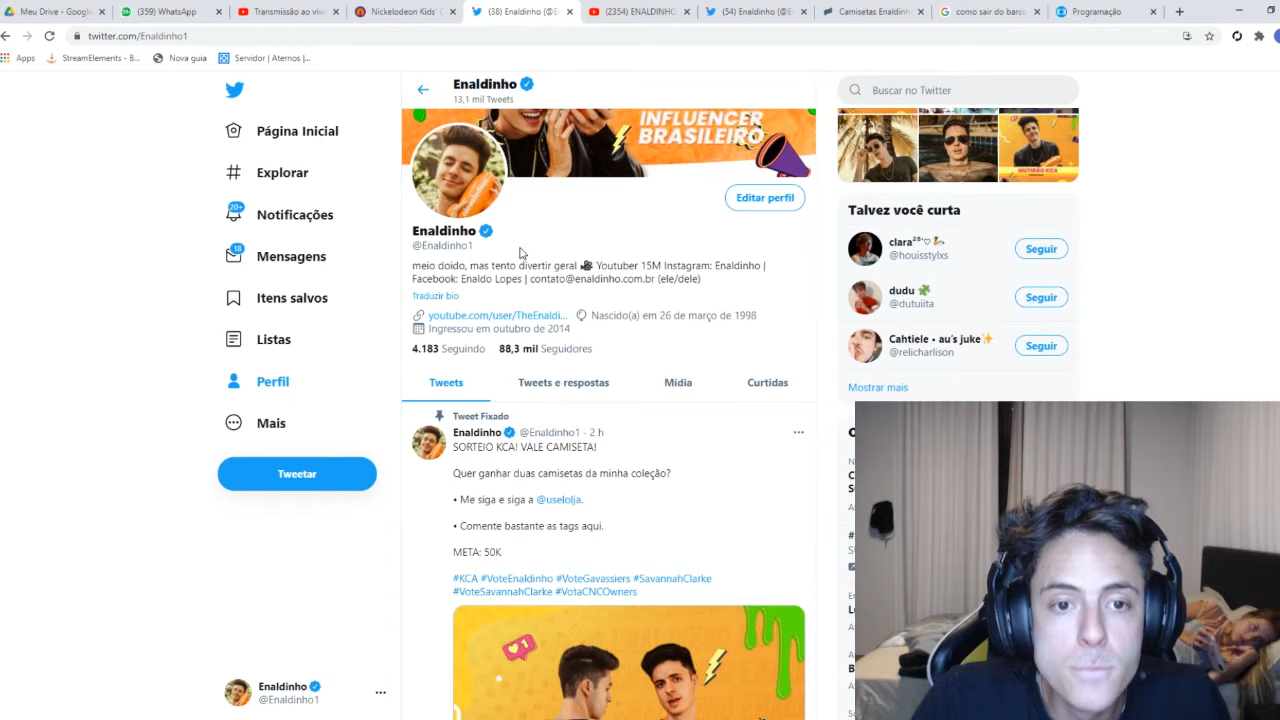 Meu Drive - Google
(359) WhatsApp
Transmissão ao viv
Nickelodeon Kids' C
(38) Enaldinho (@E
(2354) ENALDINHO
(54) Enaldinho (@E
Camisetas Enaldinh
como sair do barco
Programação
twitter.com/Enaldinho1
Apps
StreamElements - B...
Nova guia
Servidor | Aternos |...
Enaldinho
13,1 mil Tweets
Buscar no Twitter
Página Inicial
Explorar
20+
Notificações
18
Mensagens
Itens salvos
Listas
Perfil
Mais
Tweetar
Enaldinho
@Enaldinho1
INFLUENCER
BRASILEIRO
Editar perfil
Enaldinho
@Enaldinho1
meio doido, mas tento divertir geral 🎥 Youtuber 15M Instagram: Enaldinho |
Facebook: Enaldo Lopes | contato@enaldinho.com.br (ele/dele)
Traduzir bio
youtube.com/user/TheEnaldi... Nascido(a) em 26 de março de 1998
Ingressou em outubro de 2014
4.183 Seguindo 88,3 mil Seguidores
Tweets
Tweets e respostas
Mídia
Curtidas
Tweet Fixado
Enaldinho @Enaldinho1 · 2 h
SORTEIO KCA! VALE CAMISETA!
Quer ganhar duas camisetas da minha coleção?
• Me siga e siga a @uselolja.
• Comente bastante as tags aqui.
META: 50K
#KCA #VoteEnaldinho #VoteGavassiers #SavannahClarke
#VoteSavannahClarke #VotaCNCOwners
MUTIRÃO KCA
Talvez você curta
clara²⁸'♡
@houisstylxs
Seguir
dudu
@dutuiita
Seguir
Cahtiele • au's juke✨
@relicharlison
Seguir
Mostrar mais